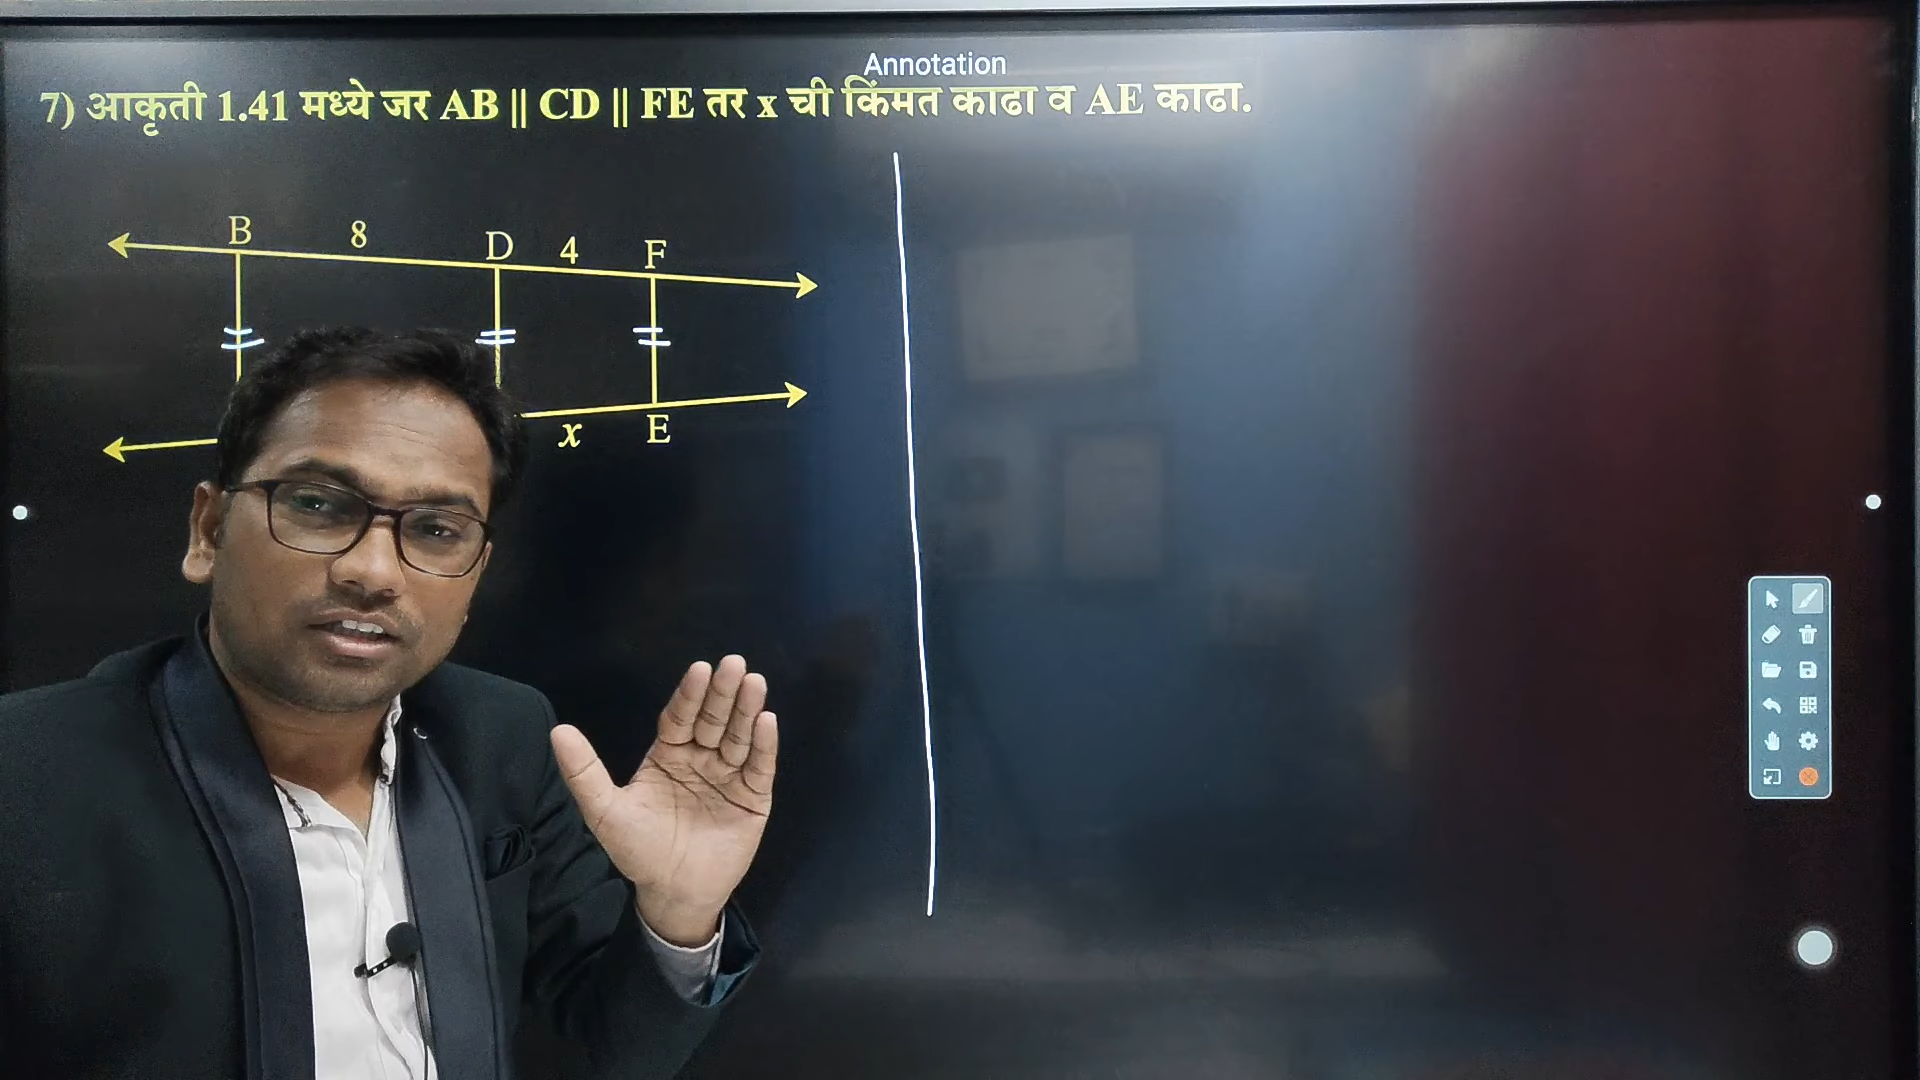 Annotation
7) आकृती 1.41 मध्ये जर AB || CD || FE तर x ची किंमत काढा व AE काढा.
B 8 D 4 F
x E